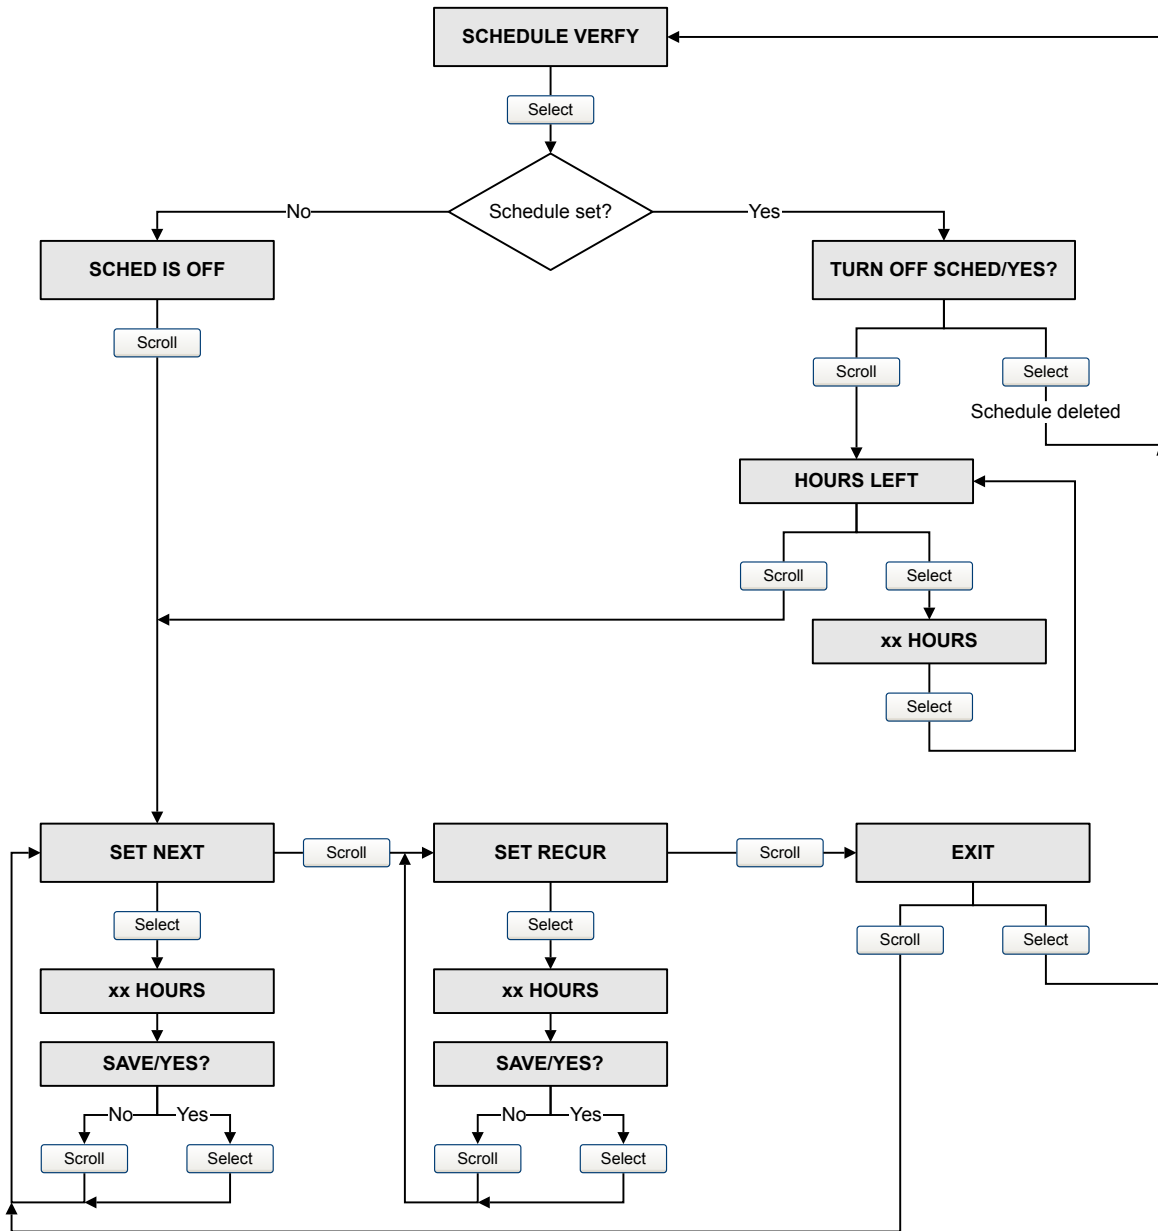 SCHEDULE VERFY
Select
No
Schedule set?
Yes
SCHED IS OFF
TURN OFF SCHED/YES?
Scroll
Scroll
Select
Schedule deleted
HOURS LEFT
Scroll
Select
xx HOURS
Select
SET NEXT
Scroll
SET RECUR
Scroll
EXIT
Select
Select
Scroll
Select
xx HOURS
xx HOURS
SAVE/YES?
SAVE/YES?
No
Yes
No
Yes
Scroll
Select
Scroll
Select